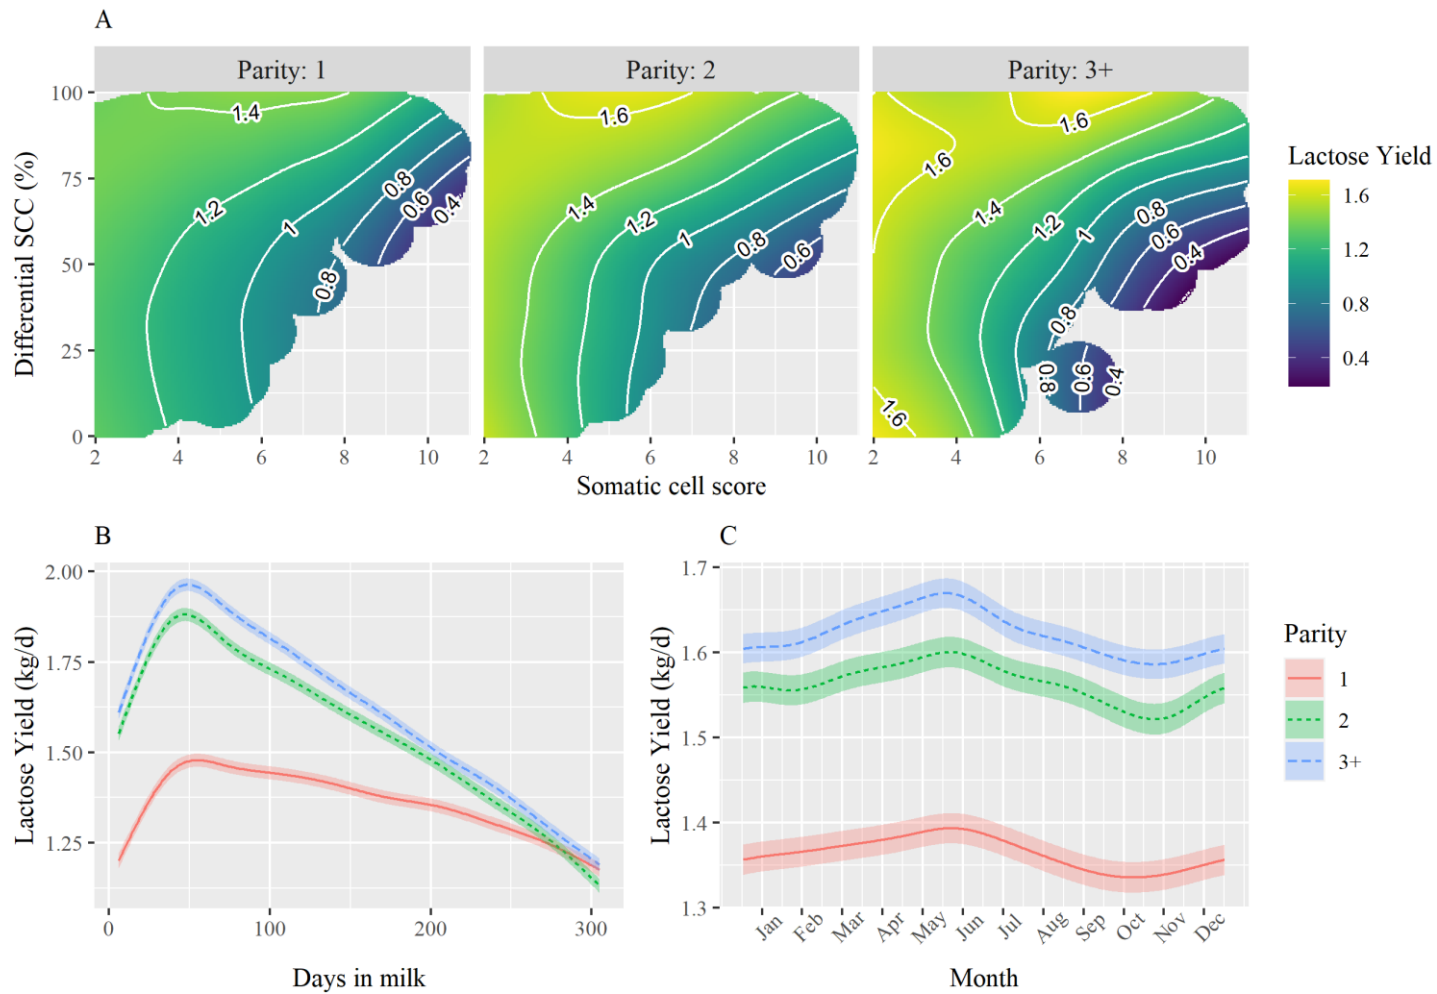 A
Parity: 1
Parity: 2
Parity: 3+
Differential SCC (%)
100
75
50
25
0
1.4
1.2
1
0.8
0.6
0.4
0.8
1.6
1.4
1.2
1
0.8
0.6
1.6
1.6
1.4
1.2
1
0.8
0.6
0.4
0.8
0.8
0.6
0.4
1.6
2 4 6 8 10
2 4 6 8 10
2 4 6 8 10
Somatic cell score
Lactose Yield
1.6
1.2
0.8
0.4
B
Lactose Yield (kg/d)
2.00
1.75
1.50
1.25
0 100 200 300
Days in milk
C
Lactose Yield (kg/d)
1.7
1.6
1.5
1.4
1.3
Jan Feb Mar Apr May Jun Jul Aug Sep Oct Nov Dec
Month
Parity
1
2
3+